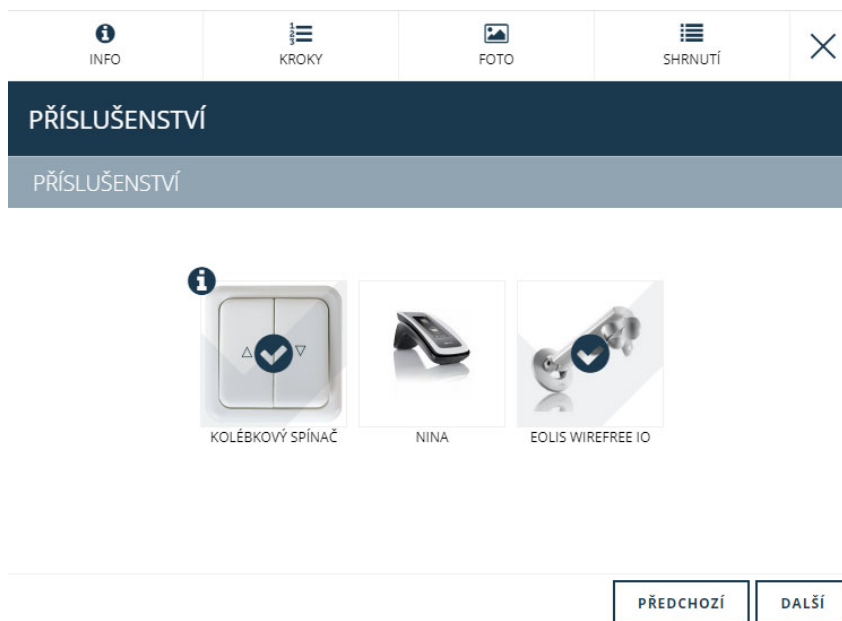 INFO
KROKY
FOTO
SHRNUTÍ
PŘÍSLUŠENSTVÍ
PŘÍSLUŠENSTVÍ
KOLÉBKOVÝ SPÍNAČ
NINA
EOLIS WIREFREE IO
PŘEDCHOZÍ
DALŠÍ